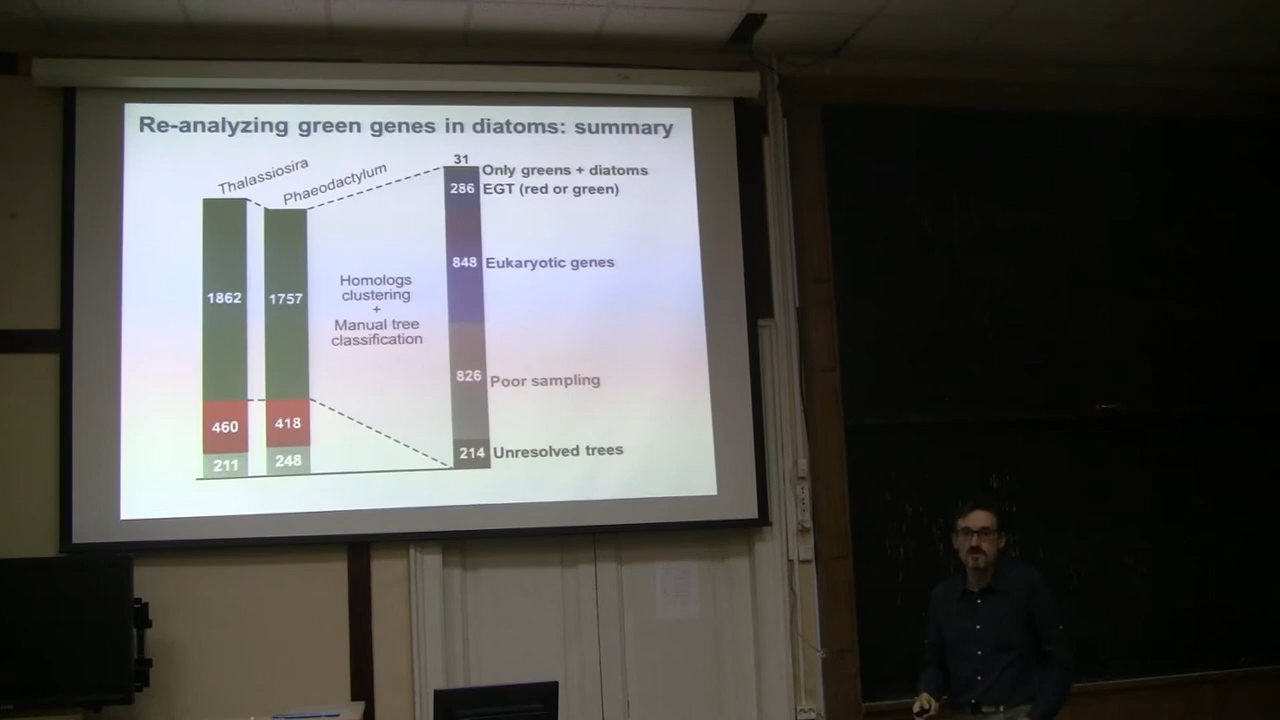 Re-analyzing green genes in diatoms: summary
Thalassiosira
Phaeodactylum
1862
1757
460
418
211
248
Homologs
clustering
+
Manual tree
classification
31
Only greens + diatoms
286
EGT (red or green)
848
Eukaryotic genes
826
Poor sampling
214
Unresolved trees